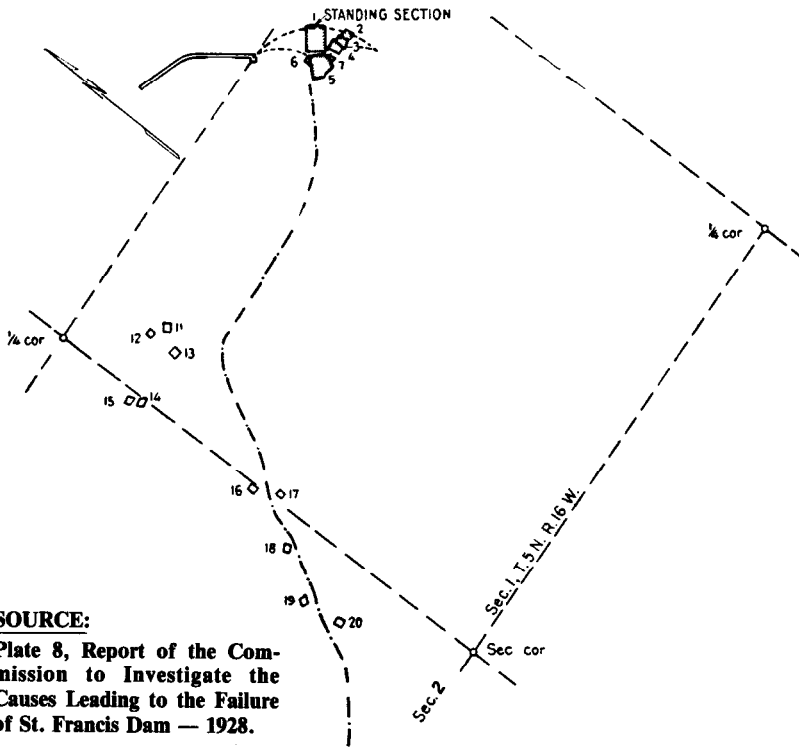 1 STANDING SECTION
2
3
4
6
7
5
N
¼ cor
¼ cor
12
11
13
15
14
16
17
18
19
20
Sec. 1, T. 5 N. R. 16 W.
Sec cor
Sec. 2
SOURCE:
Plate 8, Report of the Com-
mission to Investigate the
Causes Leading to the Failure
of St. Francis Dam — 1928.